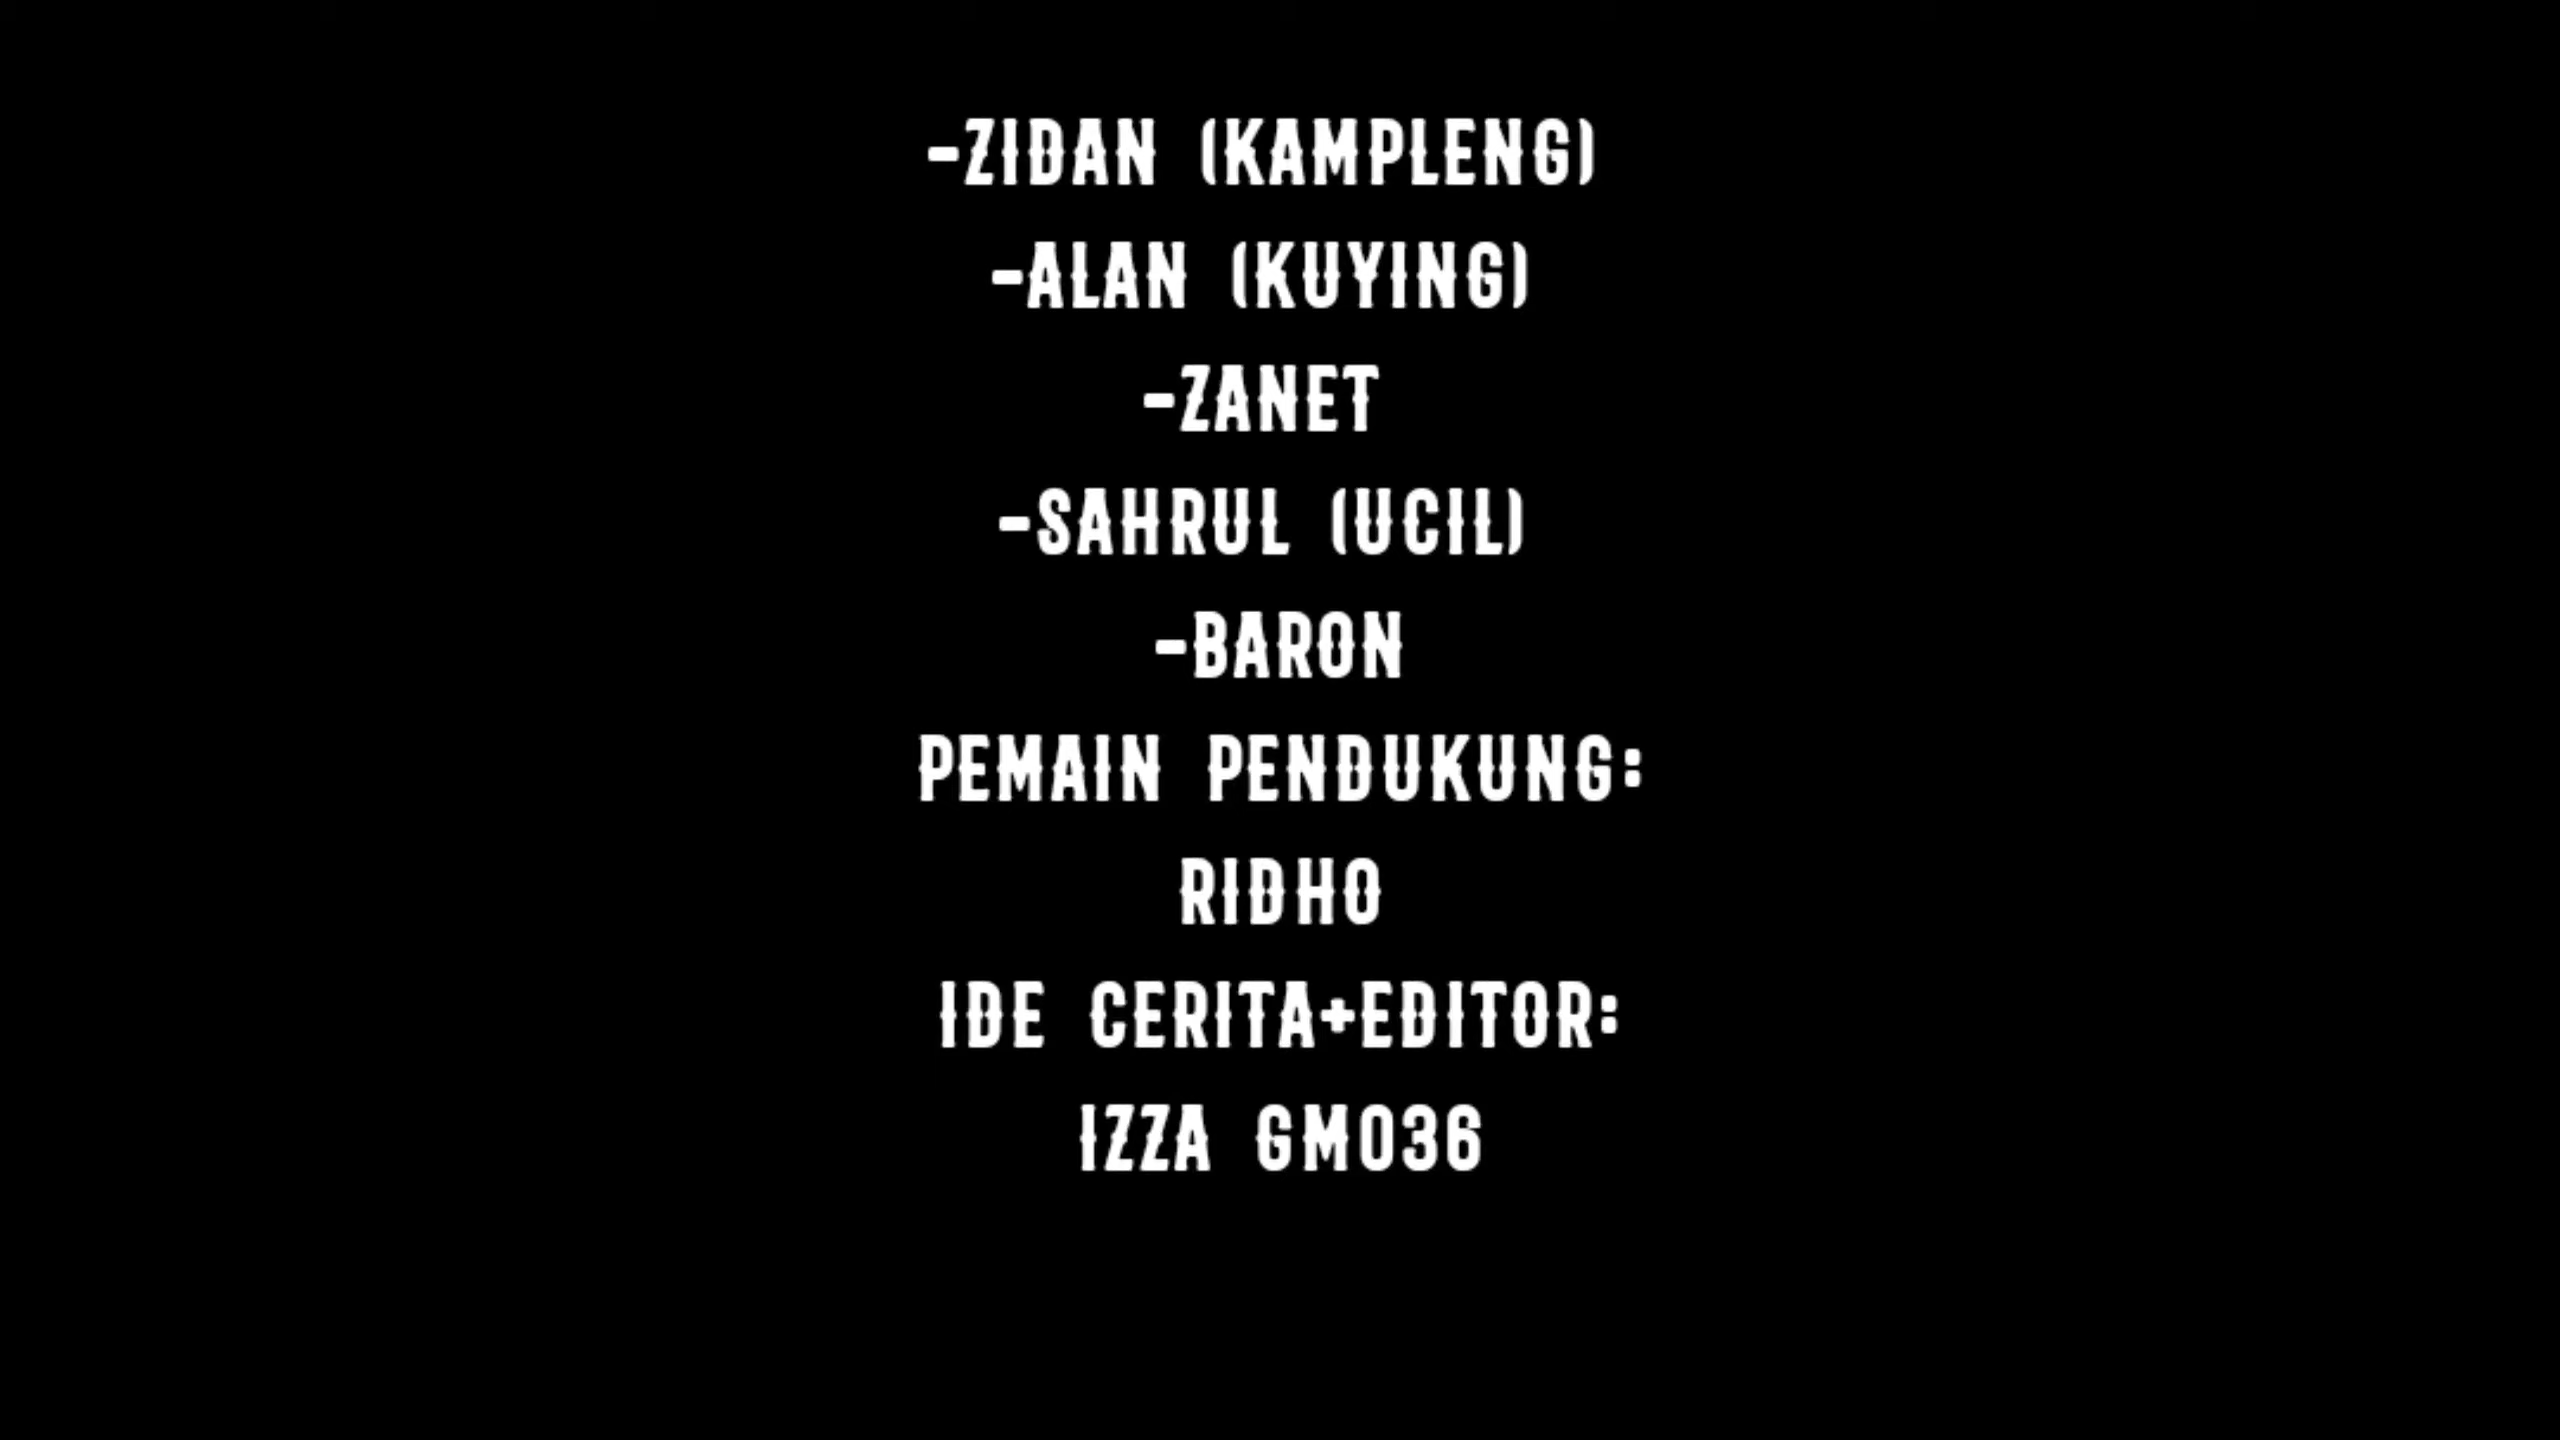 -ZIDAN (KAMPLENG)
-ALAN (KUYING)
-ZANET
-SAHRUL (UCIL)
-BARON
PEMAIN PENDUKUNG:
RIDHO
IDE CERITA+EDITOR:
IZZA GM036